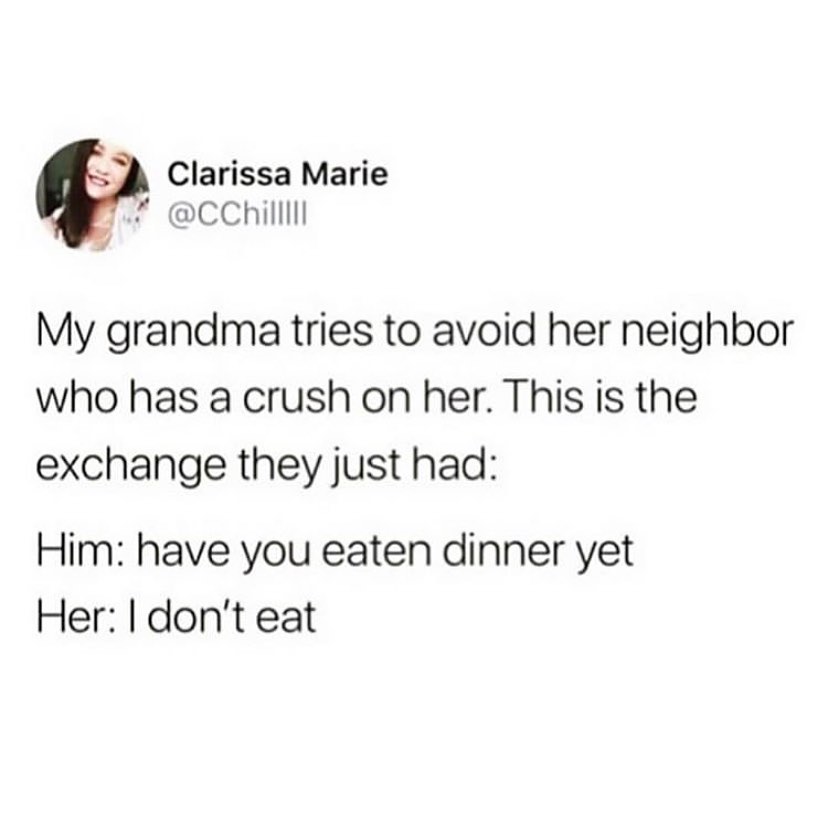 Clarissa Marie
@CChillllll
My grandma tries to avoid her neighbor
who has a crush on her. This is the
exchange they just had:
Him: have you eaten dinner yet
Her: I don't eat